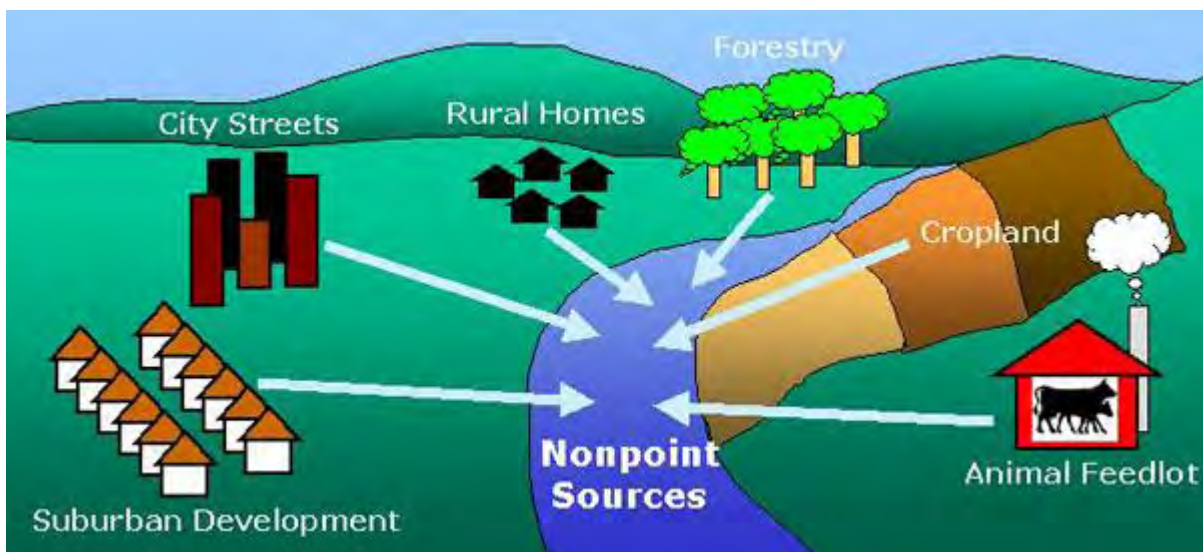 Forestry
City Streets
Rural Homes
Cropland
Nonpoint
Sources
Animal Feedlot
Suburban Development